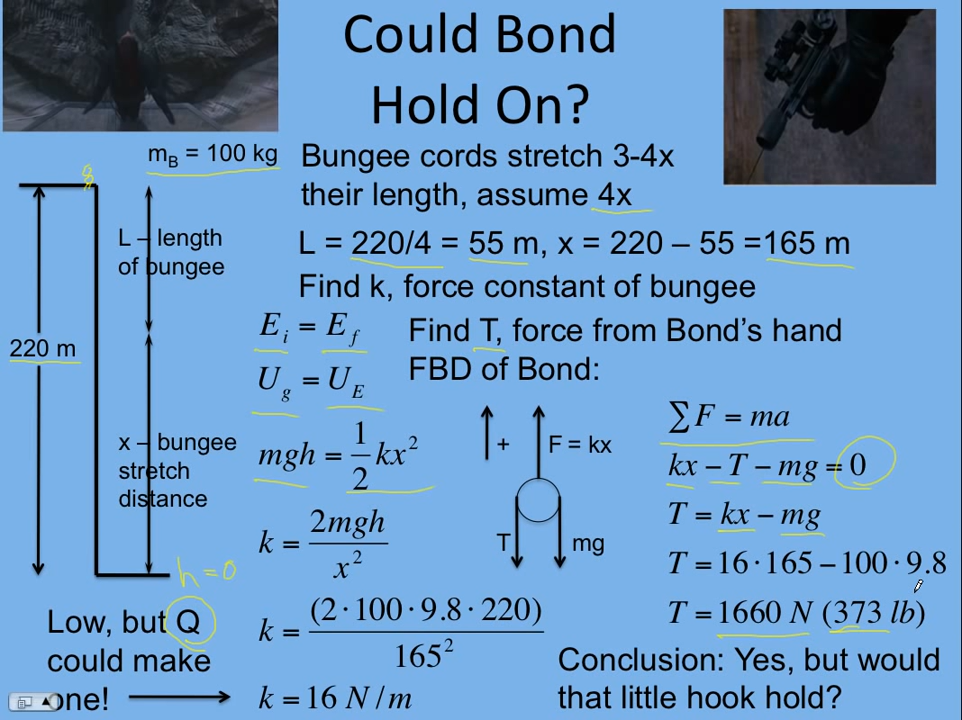 Could Bond
Hold On?
m_B = 100 kg
Bungee cords stretch 3-4x
their length, assume 4x
L = 220/4 = 55 m, x = 220 – 55 =165 m
Find k, force constant of bungee
L – length
of bungee
220 m
x – bungee
stretch
distance
h=0
Low, but Q
could make
one!
E_i = E_f
U_g = U_E
mgh = 1/2 kx²
k = 2mgh / x²
k = (2·100·9.8·220) / 165²
k = 16 N / m
Find T, force from Bond's hand
FBD of Bond:
+
F = kx
T
mg
∑F = ma
kx – T – mg = 0
T = kx – mg
T = 16·165 – 100·9.8
T = 1660 N (373 lb)
Conclusion: Yes, but would
that little hook hold?